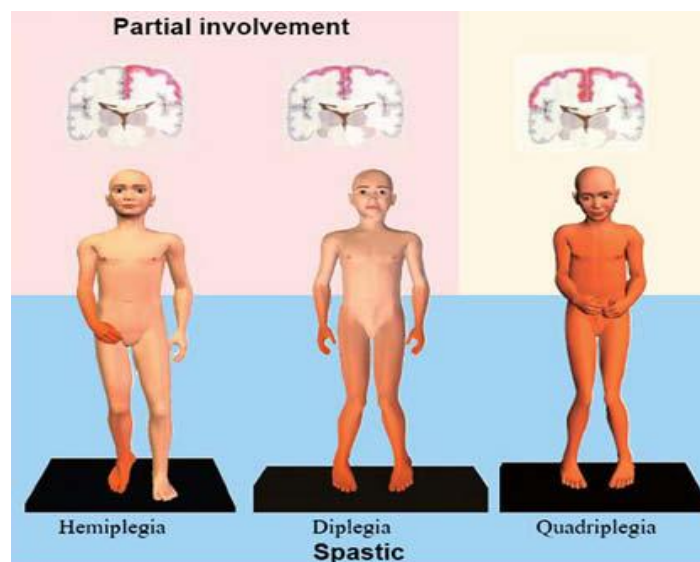 Partial involvement
Hemiplegia
Diplegia
Quadriplegia
Spastic